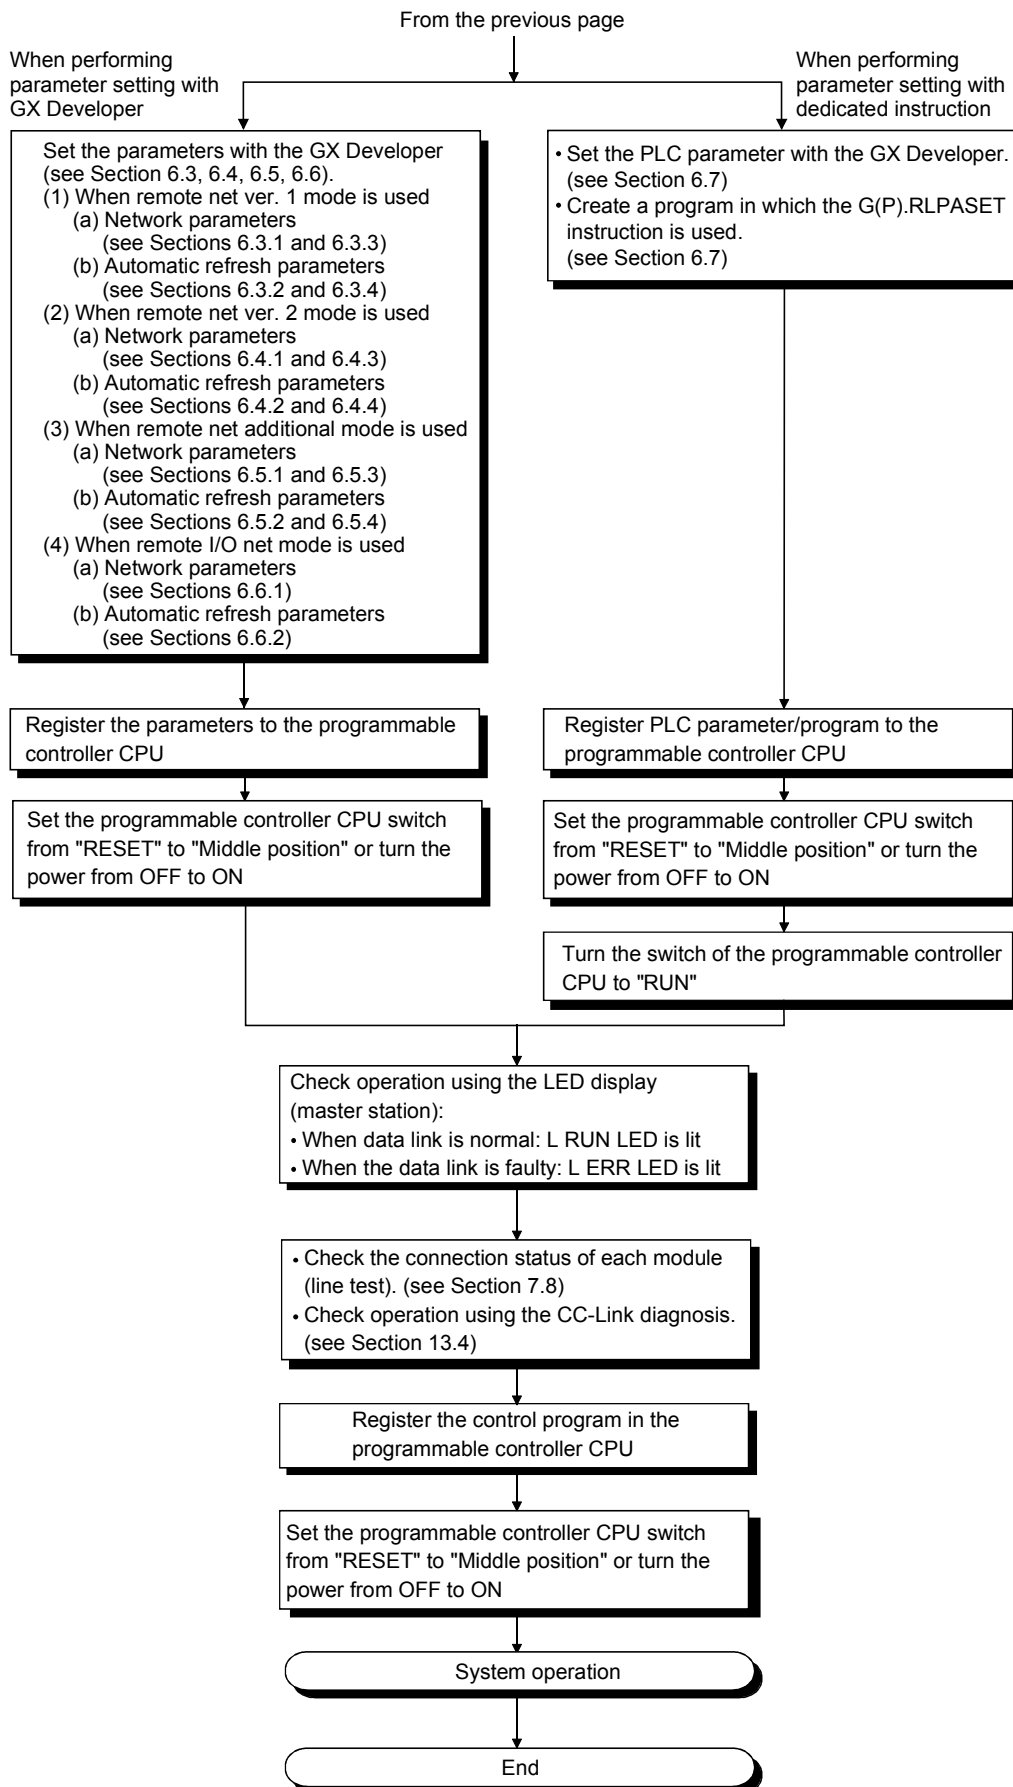 From the previous page
When performing
parameter setting with
GX Developer
When performing
parameter setting with
dedicated instruction
Set the parameters with the GX Developer
(see Section 6.3, 6.4, 6.5, 6.6).
(1) When remote net ver. 1 mode is used
(a) Network parameters
(see Sections 6.3.1 and 6.3.3)
(b) Automatic refresh parameters
(see Sections 6.3.2 and 6.3.4)
(2) When remote net ver. 2 mode is used
(a) Network parameters
(see Sections 6.4.1 and 6.4.3)
(b) Automatic refresh parameters
(see Sections 6.4.2 and 6.4.4)
(3) When remote net additional mode is used
(a) Network parameters
(see Sections 6.5.1 and 6.5.3)
(b) Automatic refresh parameters
(see Sections 6.5.2 and 6.5.4)
(4) When remote I/O net mode is used
(a) Network parameters
(see Sections 6.6.1)
(b) Automatic refresh parameters
(see Sections 6.6.2)
• Set the PLC parameter with the GX Developer.
(see Section 6.7)
• Create a program in which the G(P).RLPASET
instruction is used.
(see Section 6.7)
Register the parameters to the programmable
controller CPU
Register PLC parameter/program to the
programmable controller CPU
Set the programmable controller CPU switch
from "RESET" to "Middle position" or turn the
power from OFF to ON
Set the programmable controller CPU switch
from "RESET" to "Middle position" or turn the
power from OFF to ON
Turn the switch of the programmable controller
CPU to "RUN"
Check operation using the LED display
(master station):
• When data link is normal: L RUN LED is lit
• When the data link is faulty: L ERR LED is lit
• Check the connection status of each module
(line test). (see Section 7.8)
• Check operation using the CC-Link diagnosis.
(see Section 13.4)
Register the control program in the
programmable controller CPU
Set the programmable controller CPU switch
from "RESET" to "Middle position" or turn the
power from OFF to ON
System operation
End